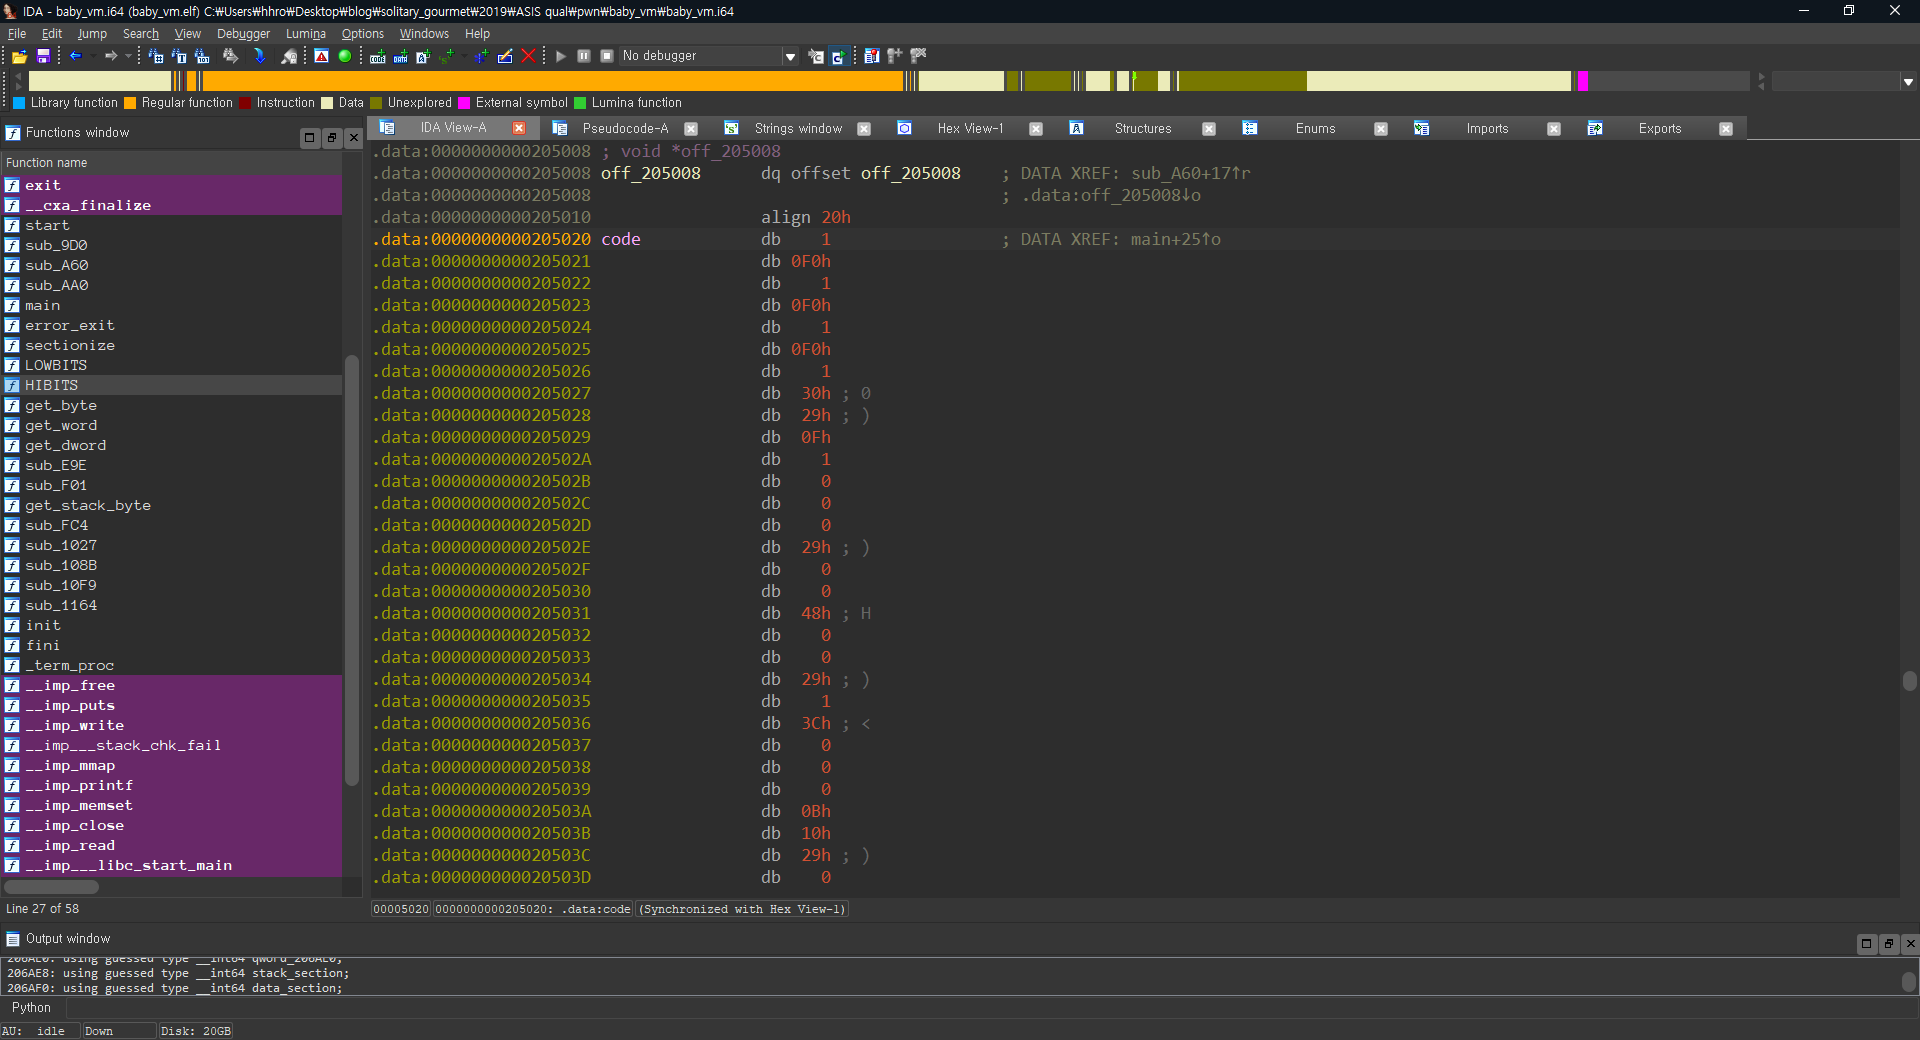 IDA - baby_vm.i64 (baby_vm.elf) C:₩Users₩hhro₩Desktop₩blog₩solitary_gourmet₩2019₩ASIS qual₩pwn₩baby_vm₩baby_vm.i64
File Edit Jump Search View Debugger Lumina Options Windows Help
No debugger
Library function Regular function Instruction Data Unexplored External symbol Lumina function
Functions window
Function name
exit
__cxa_finalize
start
sub_9D0
sub_A60
sub_AA0
main
error_exit
sectionize
LOWBITS
HIBITS
get_byte
get_word
get_dword
sub_E9E
sub_F01
get_stack_byte
sub_FC4
sub_1027
sub_108B
sub_10F9
sub_1164
init
fini
_term_proc
__imp_free
__imp_puts
__imp_write
__imp___stack_chk_fail
__imp_mmap
__imp_printf
__imp_memset
__imp_close
__imp_read
__imp___libc_start_main
Line 27 of 58
IDA View-A Pseudocode-A Strings window Hex View-1 Structures Enums Imports Exports
.data:0000000000205008 ; void *off_205008
.data:0000000000205008 off_205008 dq offset off_205008 ; DATA XREF: sub_A60+17↑r
.data:0000000000205008 ; .data:off_205008↓o
.data:0000000000205010 align 20h
.data:0000000000205020 code db 1 ; DATA XREF: main+25↑o
.data:0000000000205021 db 0F0h
.data:0000000000205022 db 1
.data:0000000000205023 db 0F0h
.data:0000000000205024 db 1
.data:0000000000205025 db 0F0h
.data:0000000000205026 db 1
.data:0000000000205027 db 30h ; 0
.data:0000000000205028 db 29h ; )
.data:0000000000205029 db 0Fh
.data:000000000020502A db 1
.data:000000000020502B db 0
.data:000000000020502C db 0
.data:000000000020502D db 0
.data:000000000020502E db 29h ; )
.data:000000000020502F db 0
.data:0000000000205030 db 0
.data:0000000000205031 db 48h ; H
.data:0000000000205032 db 0
.data:0000000000205033 db 0
.data:0000000000205034 db 29h ; )
.data:0000000000205035 db 1
.data:0000000000205036 db 3Ch ; <
.data:0000000000205037 db 0
.data:0000000000205038 db 0
.data:0000000000205039 db 0
.data:000000000020503A db 0Bh
.data:000000000020503B db 10h
.data:000000000020503C db 29h ; )
.data:000000000020503D db 0
00005020 0000000000205020: .data:code (Synchronized with Hex View-1)
Output window
206AE0: using guessed type __int64 qword_206AE0;
206AE8: using guessed type __int64 stack_section;
206AF0: using guessed type __int64 data_section;
Python
AU: idle Down Disk: 20GB